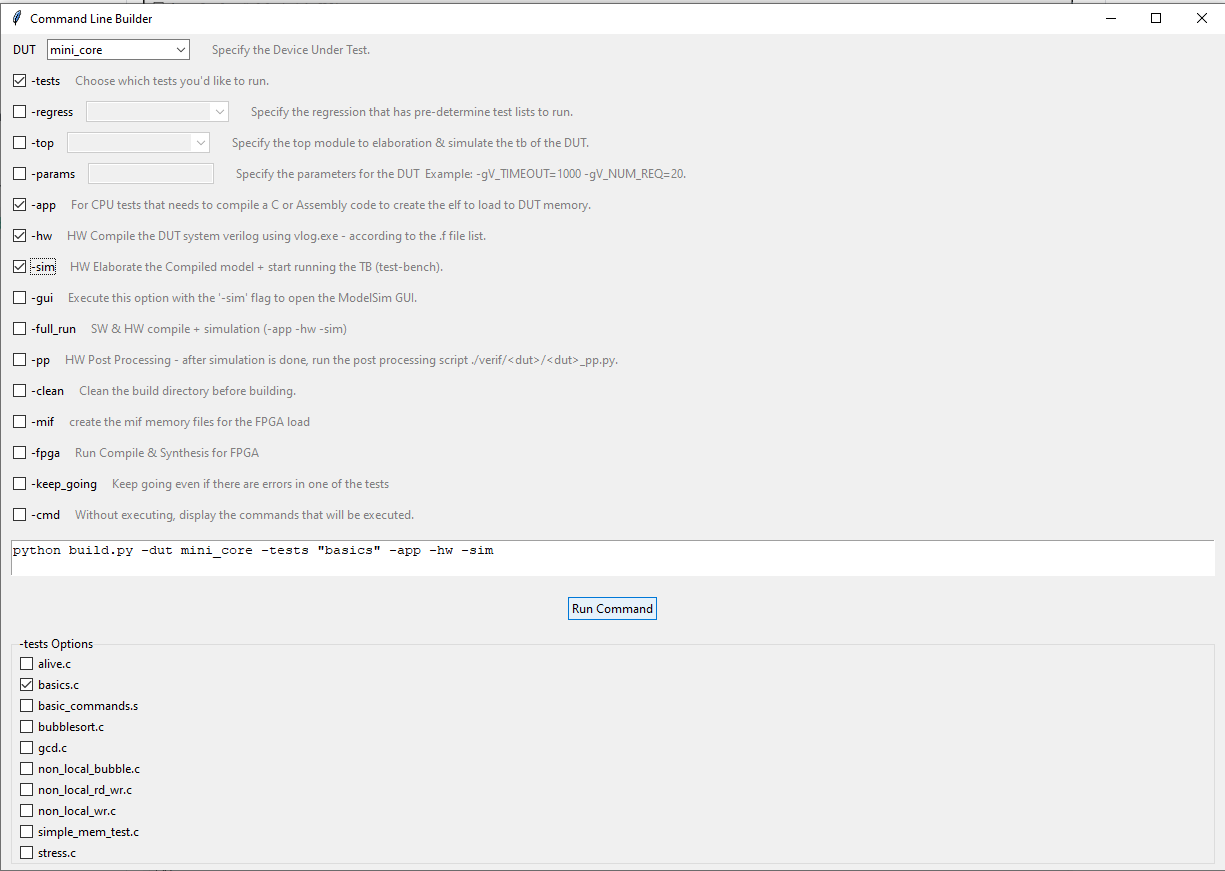 Command Line Builder
DUT mini_core Specify the Device Under Test.
-tests Choose which tests you'd like to run.
-regress Specify the regression that has pre-determine test lists to run.
-top Specify the top module to elaboration & simulate the tb of the DUT.
-params Specify the parameters for the DUT Example: -gV_TIMEOUT=1000 -gV_NUM_REQ=20.
-app For CPU tests that needs to compile a C or Assembly code to create the elf to load to DUT memory.
-hw HW Compile the DUT system verilog using vlog.exe - according to the .f file list.
-sim HW Elaborate the Compiled model + start running the TB (test-bench).
-gui Execute this option with the '-sim' flag to open the ModelSim GUI.
-full_run SW & HW compile + simulation (-app -hw -sim)
-pp HW Post Processing - after simulation is done, run the post processing script ./verif/<dut>/<dut>_pp.py.
-clean Clean the build directory before building.
-mif create the mif memory files for the FPGA load
-fpga Run Compile & Synthesis for FPGA
-keep_going Keep going even if there are errors in one of the tests
-cmd Without executing, display the commands that will be executed.
python build.py -dut mini_core -tests "basics" -app -hw -sim
Run Command
-tests Options
alive.c
basics.c
basic_commands.s
bubblesort.c
gcd.c
non_local_bubble.c
non_local_rd_wr.c
non_local_wr.c
simple_mem_test.c
stress.c